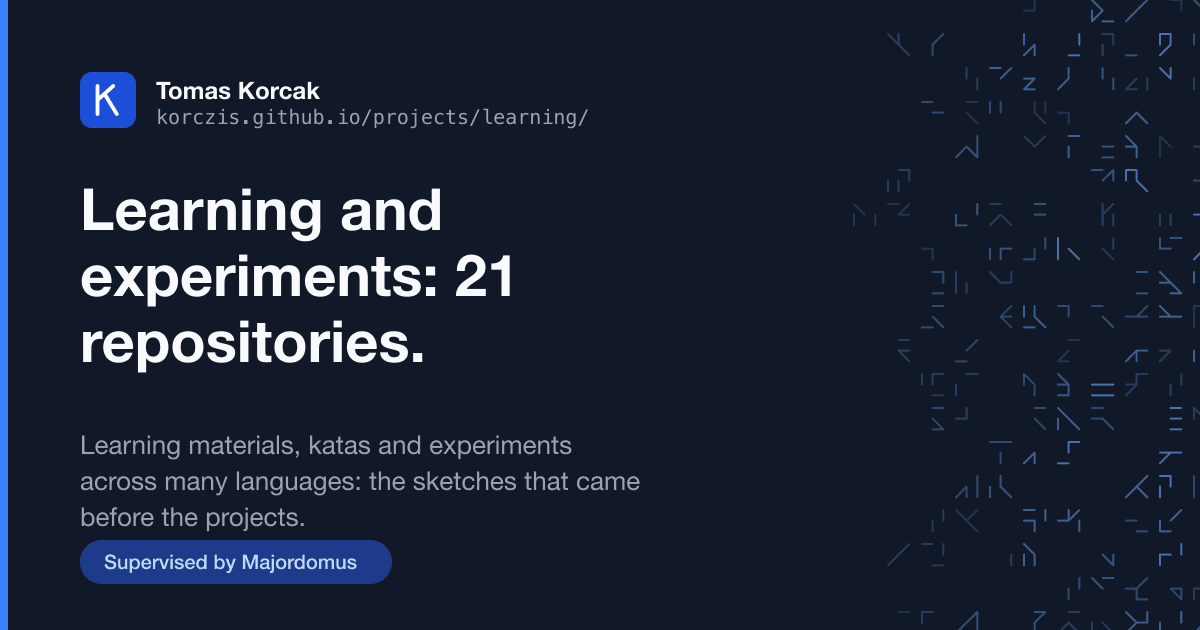 K
Tomas Korcak
korczis.github.io/projects/learning/
Learning and
experiments: 21
repositories.
Learning materials, katas and experiments
across many languages: the sketches that came
before the projects.
Supervised by Majordomus